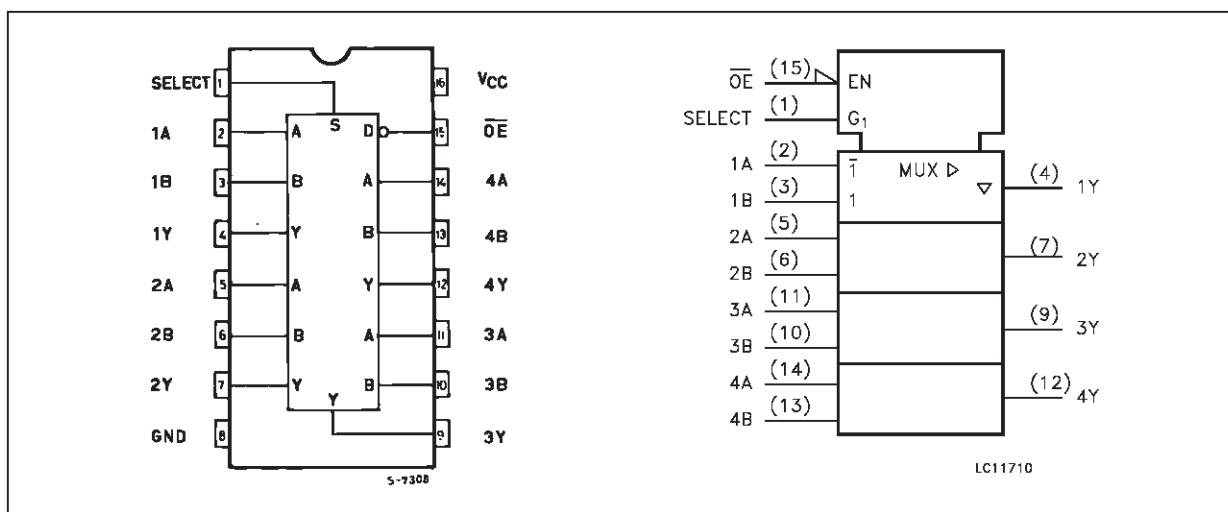 SELECT 1 16 VCC
S
1A 2 A D 15 O̅E̅
1B 3 B A 14 4A
1Y 4 Y B 13 4B
2A 5 A Y 12 4Y
2B 6 B A 11 3A
2Y 7 Y B 10 3B
Y
GND 8 9 3Y
S-7308
O̅E̅ (15) EN
SELECT (1) G1
1A (2) 1̅ MUX
(4) 1Y
1B (3) 1
2A (5)
(7) 2Y
2B (6)
3A (11)
(9) 3Y
3B (10)
4A (14)
(12) 4Y
4B (13)
LC11710